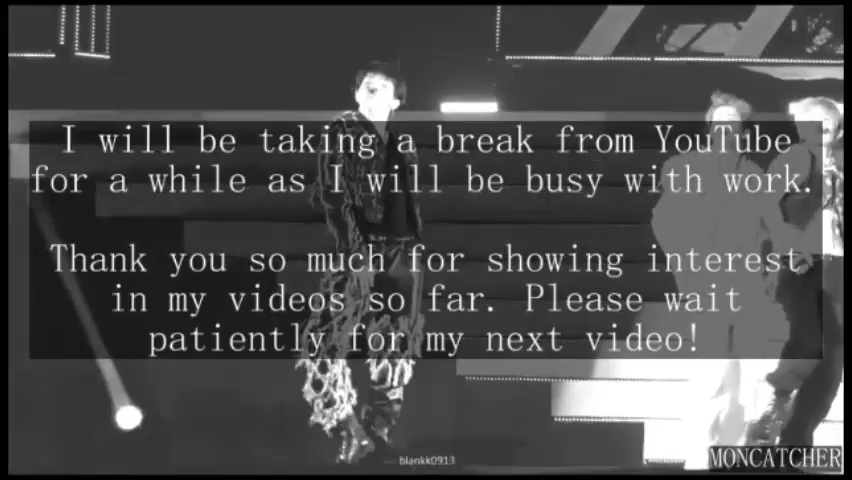 I will be taking a break from YouTube
for a while as I will be busy with work.
Thank you so much for showing interest
in my videos so far. Please wait
patiently for my next video!
blankk0913
MONCATCHER